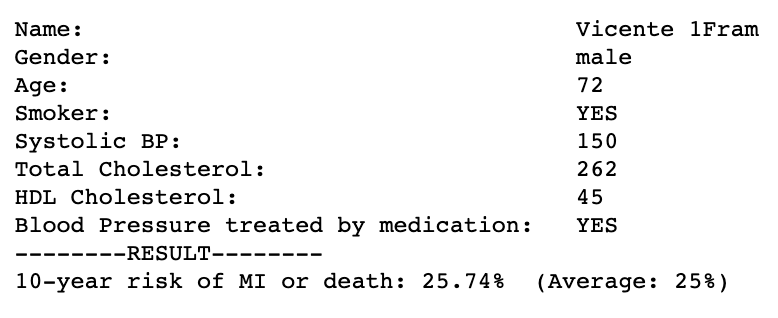 Name: Vicente 1Fram
Gender: male
Age: 72
Smoker: YES
Systolic BP: 150
Total Cholesterol: 262
HDL Cholesterol: 45
Blood Pressure treated by medication: YES
--------RESULT--------
10-year risk of MI or death: 25.74% (Average: 25%)